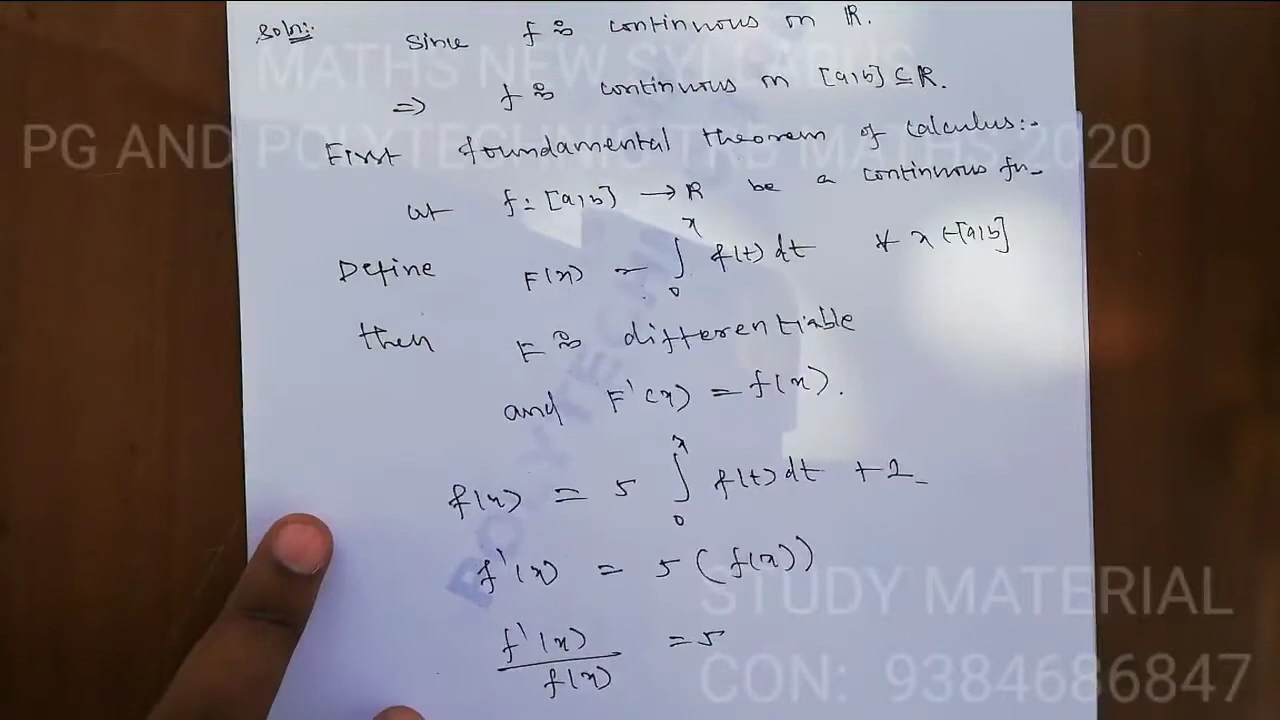 Soln:
Since f is continuous on ℝ.
⇒ f is continuous on [a,b] ⊆ ℝ.
First foundamental theorem of calculus:-
let f: [a,b] → ℝ be a continuous fn_
Define F(x) = ∫₀ˣ f(t) dt ∀ x ∈ [a,b]
then F is differentiable
and F'(x) = f(x).
f(x) = 5 ∫₀ˣ f(t) dt + 2
f'(x) = 5 (f(x))
f'(x) / f(x) = 5
MATHS NEW SYLLABUS
PG AND POLYTECHNIC TRB MATHS 2020
STUDY MATERIAL
CON: 9384686847